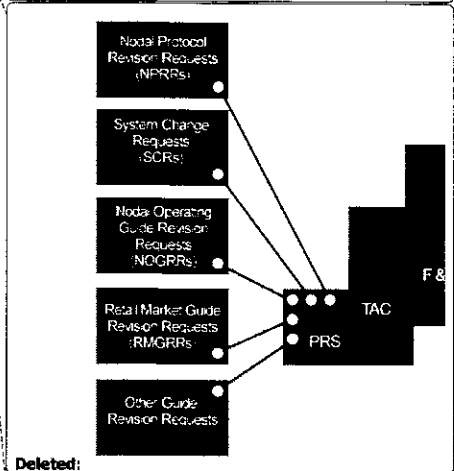 Nodal Protocol
Revision Requests
(NPRRs)
System Change
Requests
(SCRs)
Nodal Operating
Guide Revision
Requests
(NOGRRs)
Retail Market Guide
Revision Requests
(RMGRRs)
Other Guide
Revision Requests
PRS
TAC
F &
Deleted: